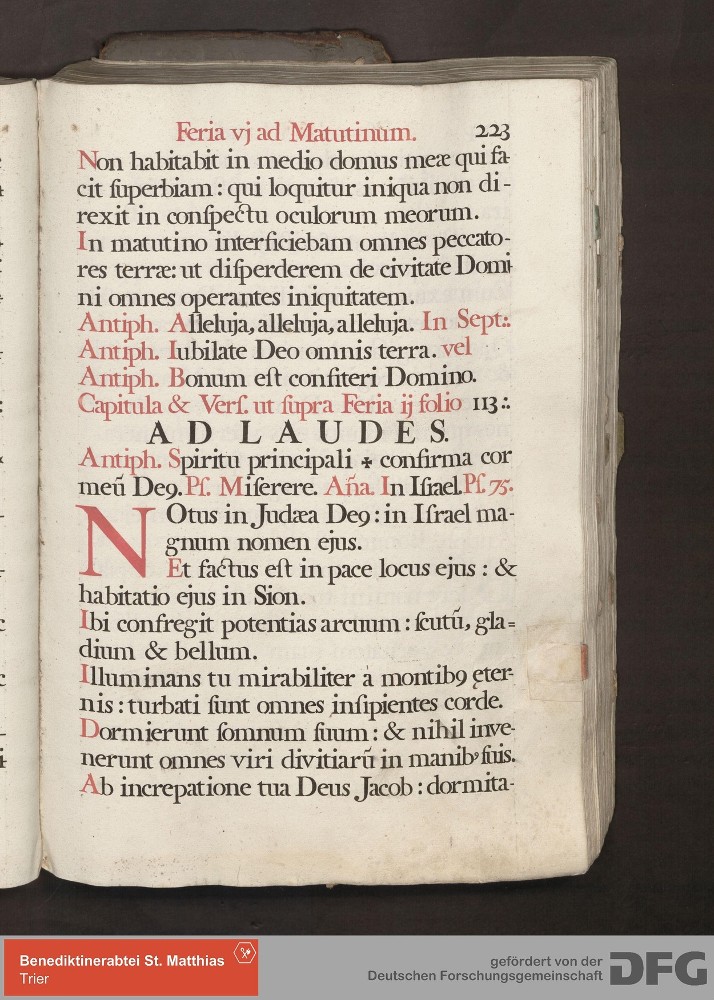 Feria vj ad Matutinum. 223
Non habitabit in medio domus meæ qui fa-
cit ſuperbiam : qui loquitur iniqua non di-
rexit in conſpectu oculorum meorum.
In matutino interficiebam omnes peccato-
res terræ: ut diſperderem de civitate Domi-
ni omnes operantes iniquitatem.
Antiph. Alleluja, alleluja, alleluja. In Sept:.
Antiph. Iubilate Deo omnis terra. vel
Antiph. Bonum eſt confiteri Domino.
Capitula & Verſ. ut ſupra Feria ij folio 113:.
AD LAUDES.
Antiph. Spiritu principali ✠ confirma cor
meū Deꝰ. Pſ. Miſerere. Aña. In Iſrael. Pſ. 75.
NOtus in Judæa Deꝰ : in Iſrael ma-
gnum nomen ejus.
Et factus eſt in pace locus ejus : &
habitatio ejus in Sion.
Ibi confregit potentias arcuum : ſcutū, gla=
dium & bellum.
Illuminans tu mirabiliter à montibꝰ ęter-
nis : turbati ſunt omnes inſipientes corde.
Dormierunt ſomnum ſuum : & nihil inve-
nerunt omnes viri divitiarū in manibꝰ ſuis.
Ab increpatione tua Deus Jacob : dormita-
Benediktinerabtei St. Matthias
Trier
gefördert von der
Deutschen Forschungsgemeinschaft DFG